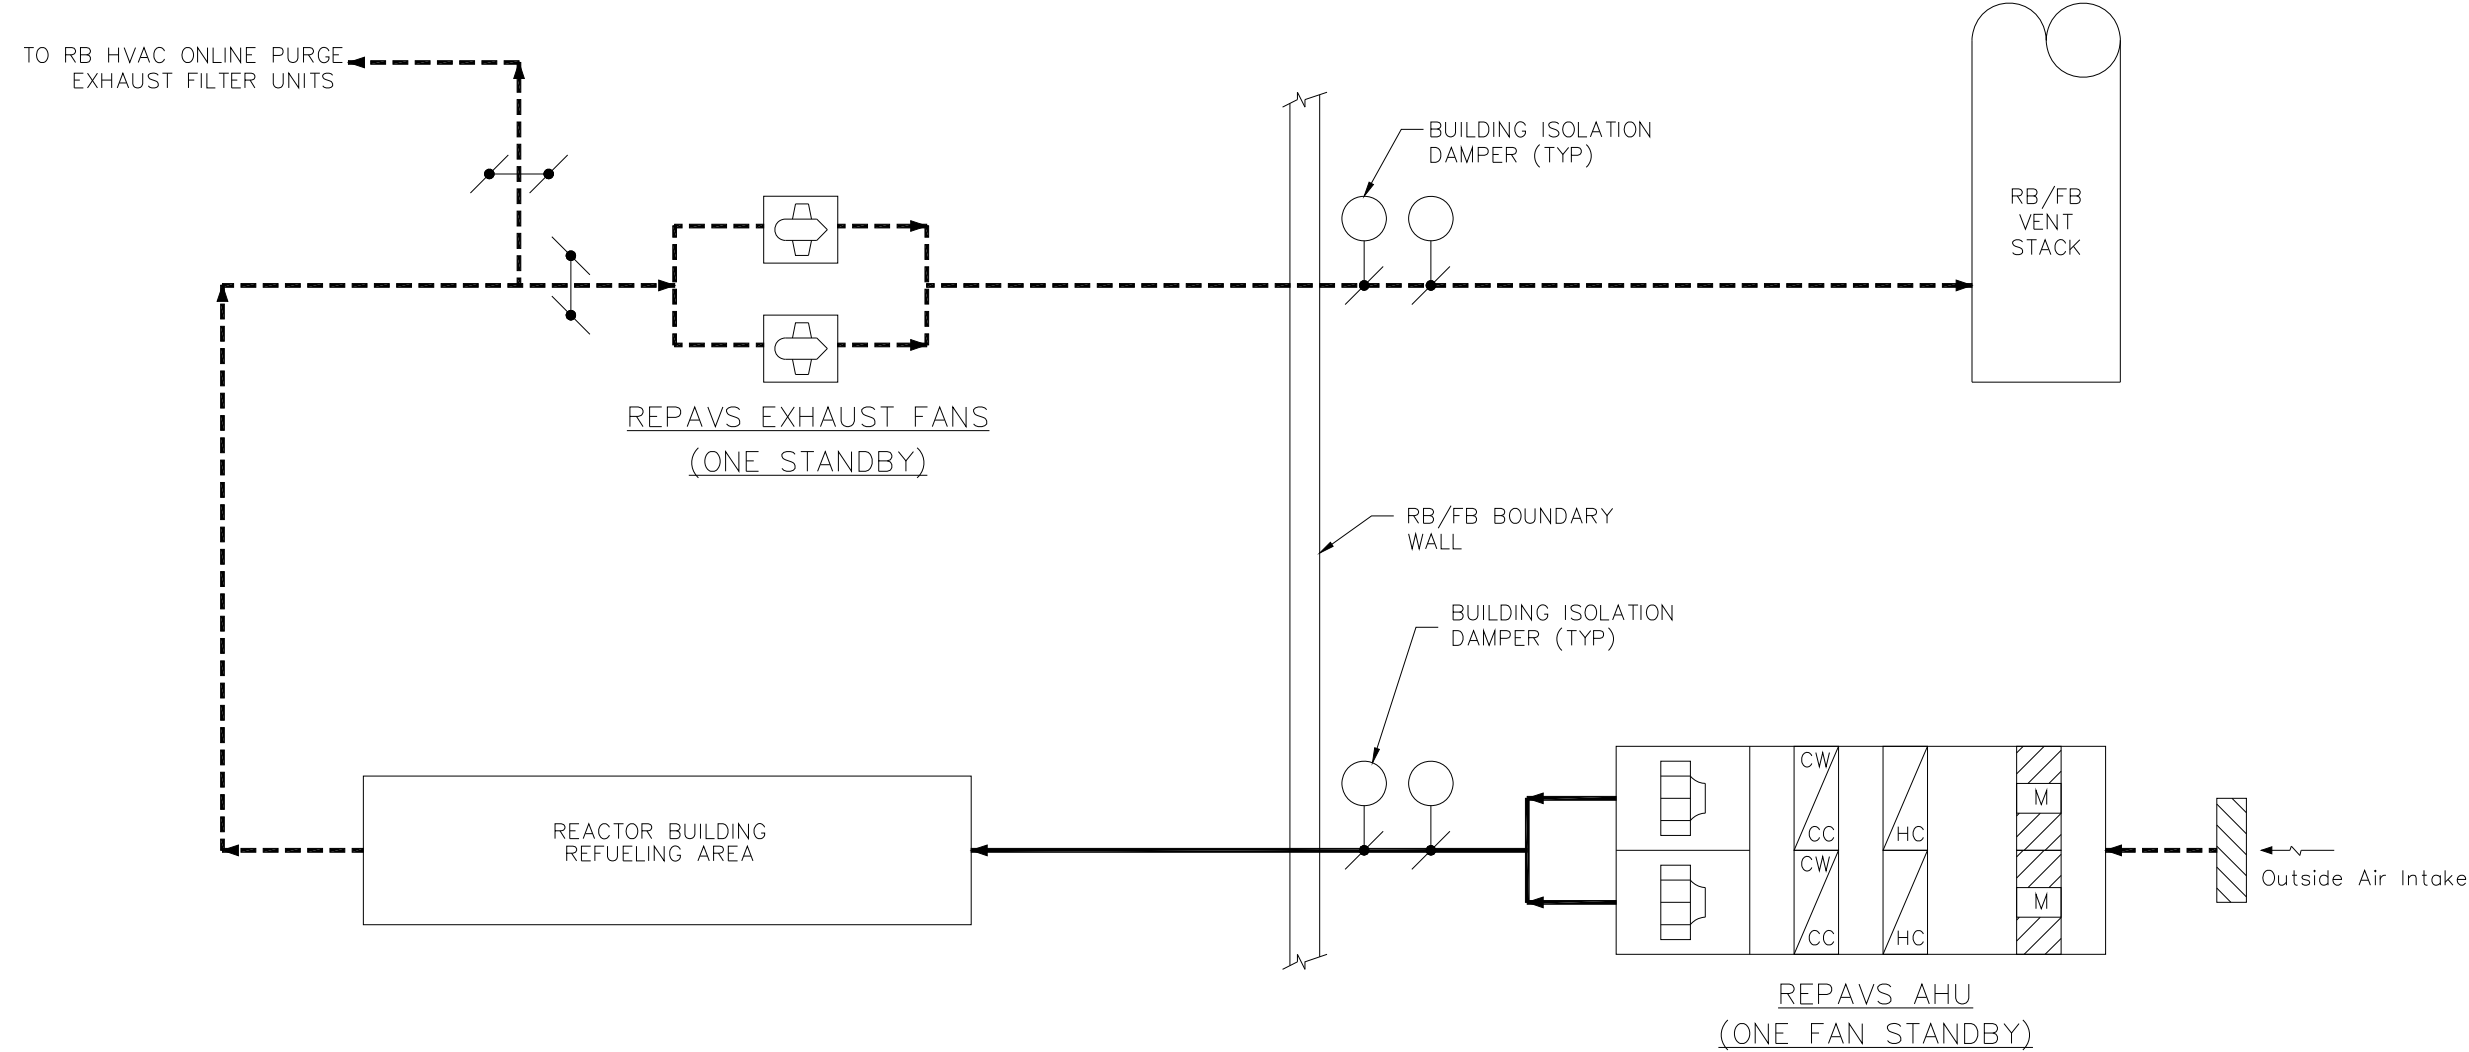 TO RB HVAC ONLINE PURGE
EXHAUST FILTER UNITS
BUILDING ISOLATION
DAMPER (TYP)
RB/FB
VENT
STACK
REPAVS EXHAUST FANS
(ONE STANDBY)
RB/FB BOUNDARY
WALL
BUILDING ISOLATION
DAMPER (TYP)
REACTOR BUILDING
REFUELING AREA
CW
CC
HC
M
CW
CC
HC
M
Outside Air Intake
REPAVS AHU
(ONE FAN STANDBY)